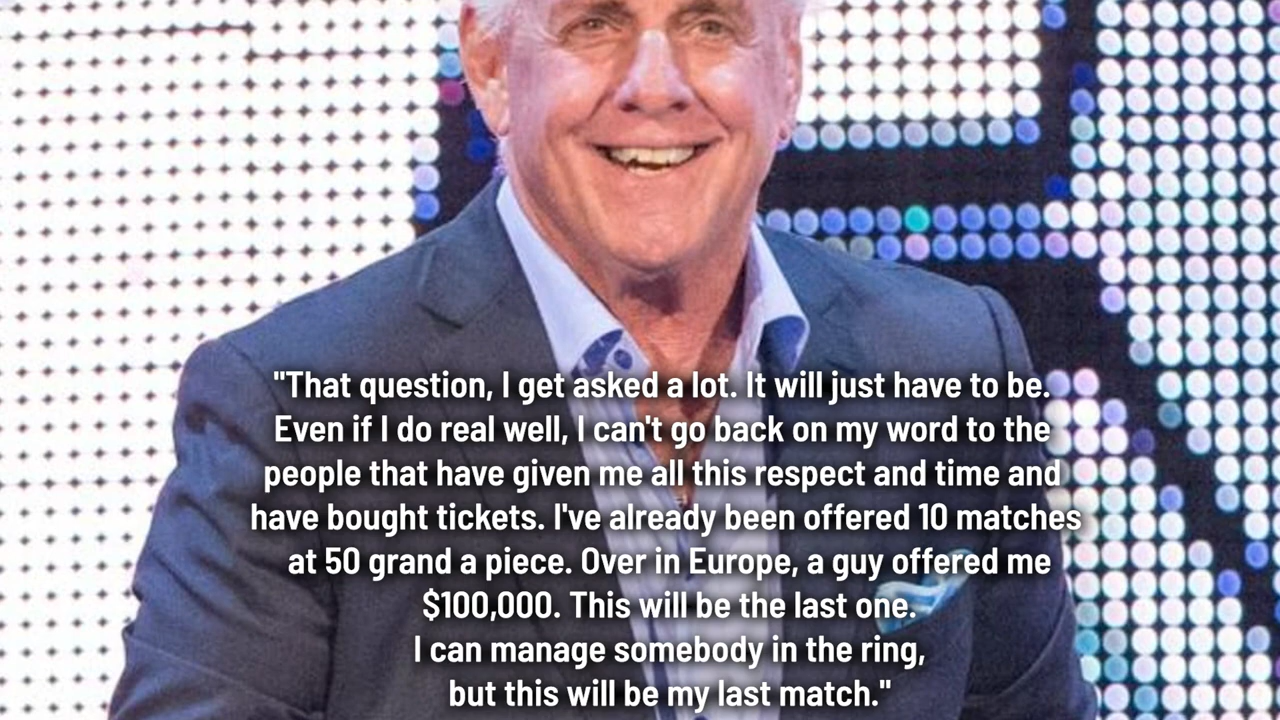 "That question, I get asked a lot. It will just have to be.
Even if I do real well, I can't go back on my word to the
people that have given me all this respect and time and
have bought tickets. I've already been offered 10 matches
at 50 grand a piece. Over in Europe, a guy offered me
$100,000. This will be the last one.
I can manage somebody in the ring,
but this will be my last match."